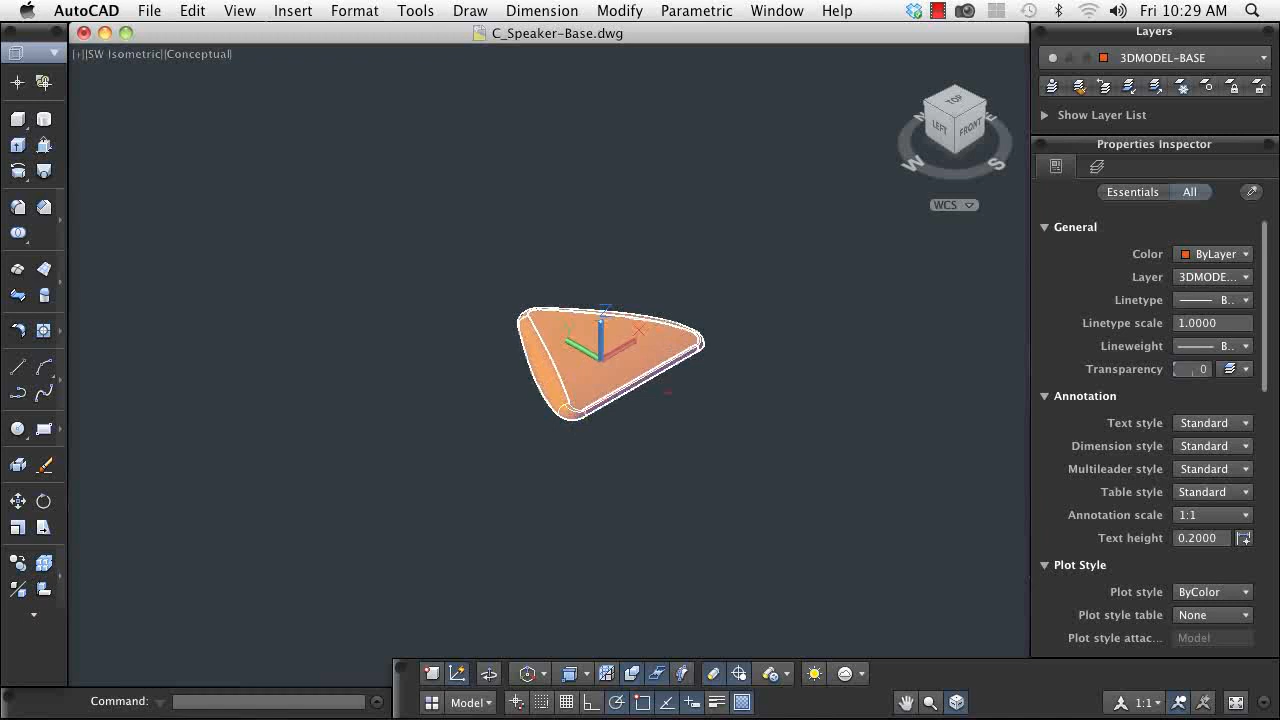 AutoCAD File Edit View Insert Format Tools Draw Dimension Modify Parametric Window Help Fri 10:29 AM
C_Speaker-Base.dwg
[+][SW Isometric][Conceptual]
TOP
LEFT
FRONT
N
E
W
S
WCS
X
Y
Z
Layers
3DMODEL-BASE
Show Layer List
Properties Inspector
Essentials All
General
Color ByLayer
Layer 3DMODE...
Linetype B..
Linetype scale 1.0000
Lineweight B..
Transparency 0
Annotation
Text style Standard
Dimension style Standard
Multileader style Standard
Table style Standard
Annotation scale 1:1
Text height 0.2000
Plot Style
Plot style ByColor
Plot style table None
Plot style attac... Model
Command:
Model
1:1